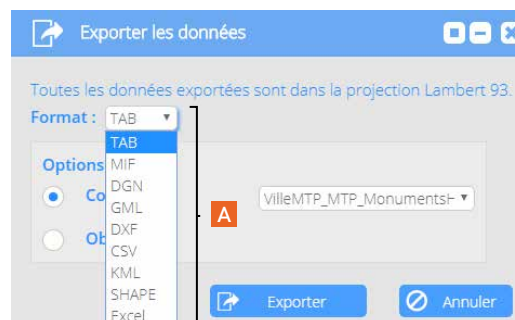 Exporter les données
Toutes les données exportées sont dans la projection Lambert 93.
Format : TAB
TAB
Options MIF
DGN
Co VilleMTP_MTP_Monuments
GML
A
DXF
Ob
CSV
KML
SHAPE
Excel
Exporter
Annuler